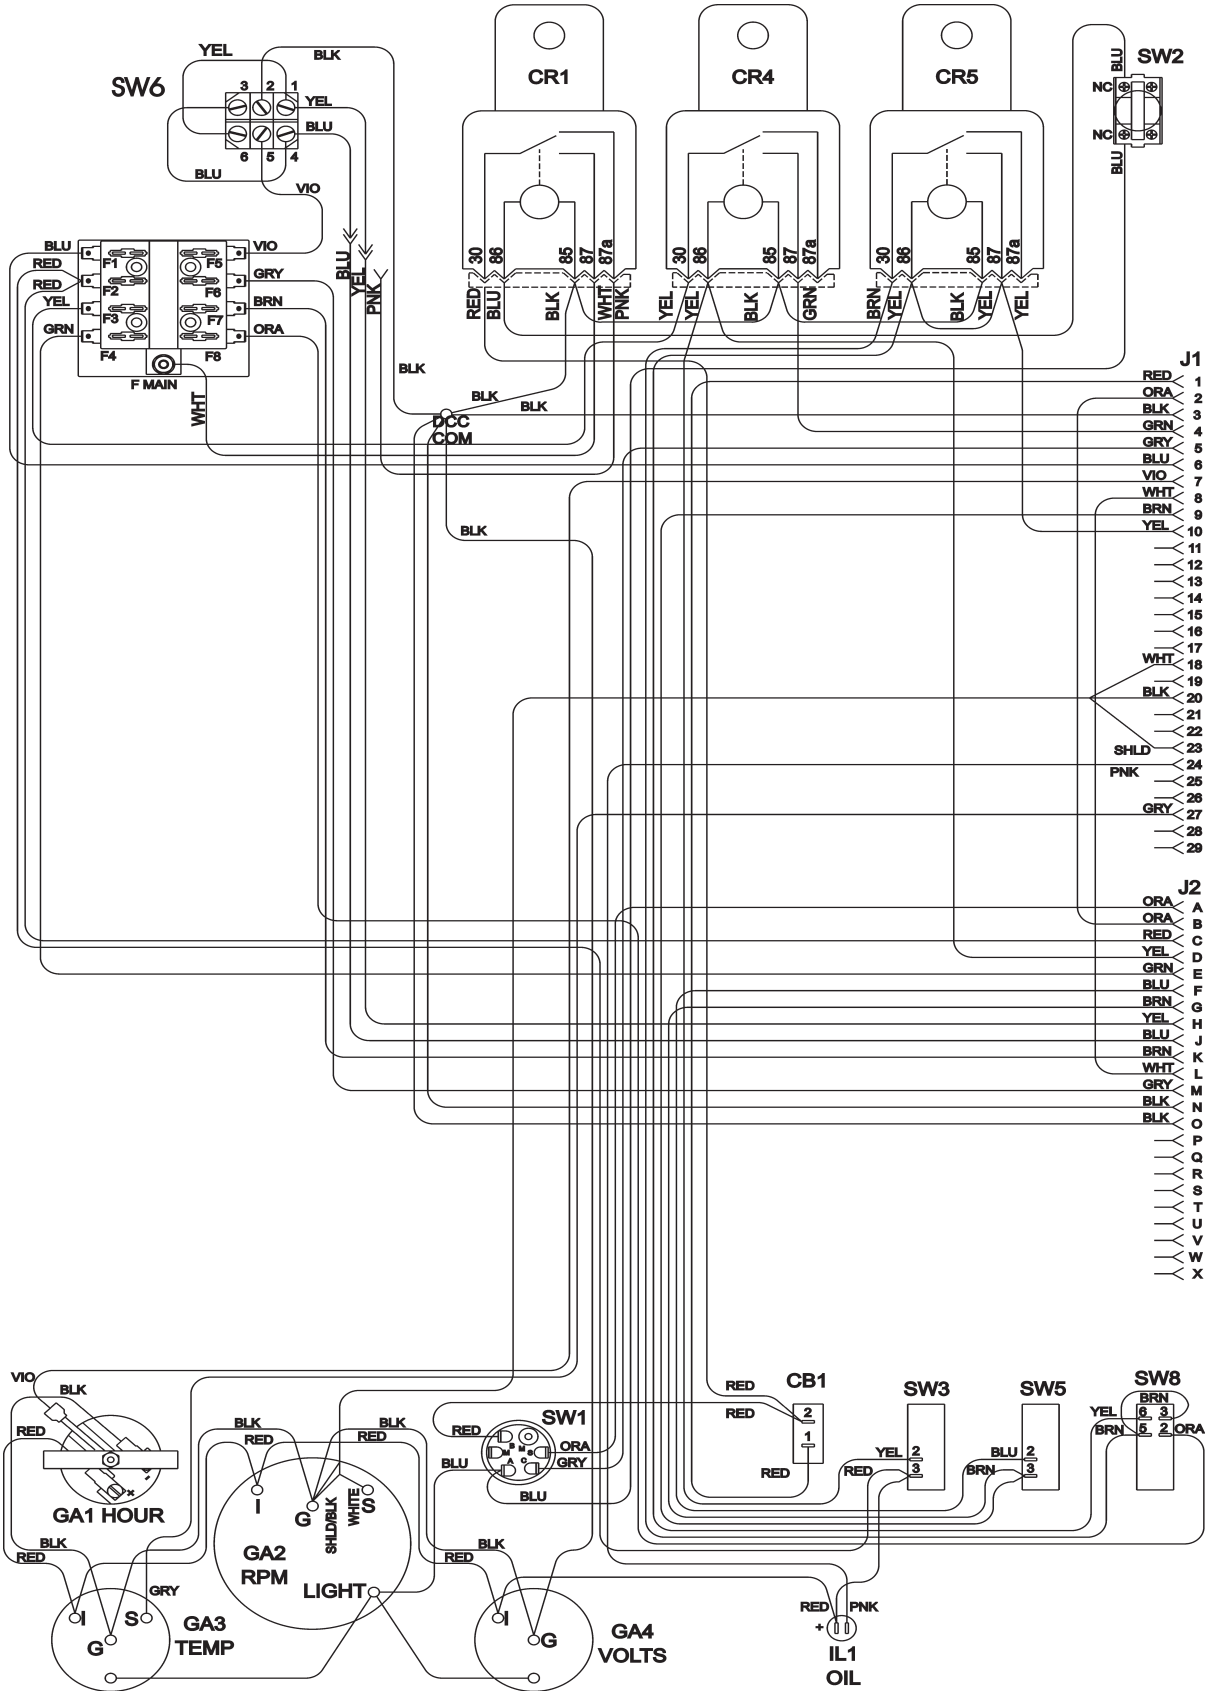 YEL
BLK
SW6
3 2 1
YEL
BLU
6 5 4
BLU
VIO
CR1
CR4
CR5
SW2
BLU
NC
NC
BLU
30 86 85 87 87a
30 86 85 87 87a
30 86 85 87 87a
RED BLU BLK WHT PNK
YEL YEL BLK GRN
BRN YEL BLK YEL YEL
BLU YEL PNK
BLU F1 F5 VIO
RED
RED F2 F6 GRY
YEL F3 F7 BRN
GRN F4 F8 ORA
F MAIN
WHT
BLK
BLK
BLK
DCC
COM
BLK
J1
RED 1
ORA 2
BLK 3
GRN 4
GRY 5
BLU 6
VIO 7
WHT 8
BRN 9
YEL 10
11
12
13
14
15
16
17
WHT 18
19
BLK 20
21
22
SHLD 23
PNK 24
25
26
GRY 27
28
29
J2
ORA A
ORA B
RED C
YEL D
GRN E
BLU F
BRN G
YEL H
BLU J
BRN K
WHT L
GRY M
BLK N
BLK O
P
Q
R
S
T
U
V
W
X
VIO
BLK
RED
- +
GA1 HOUR
BLK
RED
BLK
RED
I G S
SHLD/BLK
WHITE
GA2
RPM
LIGHT
BLK
RED
GRY
I S
G
GA3
TEMP
SW1
RED
B M
M S
A C
ORA
GRY
BLU
BLU
BLK
RED
I
G
GA4
VOLTS
RED
RED
CB1
2
1
RED
SW3
YEL 2
RED 3
SW5
BLU 2
BRN 3
SW8
BRN
YEL 6 3
BRN 5 2 ORA
RED PNK
+
IL1
OIL